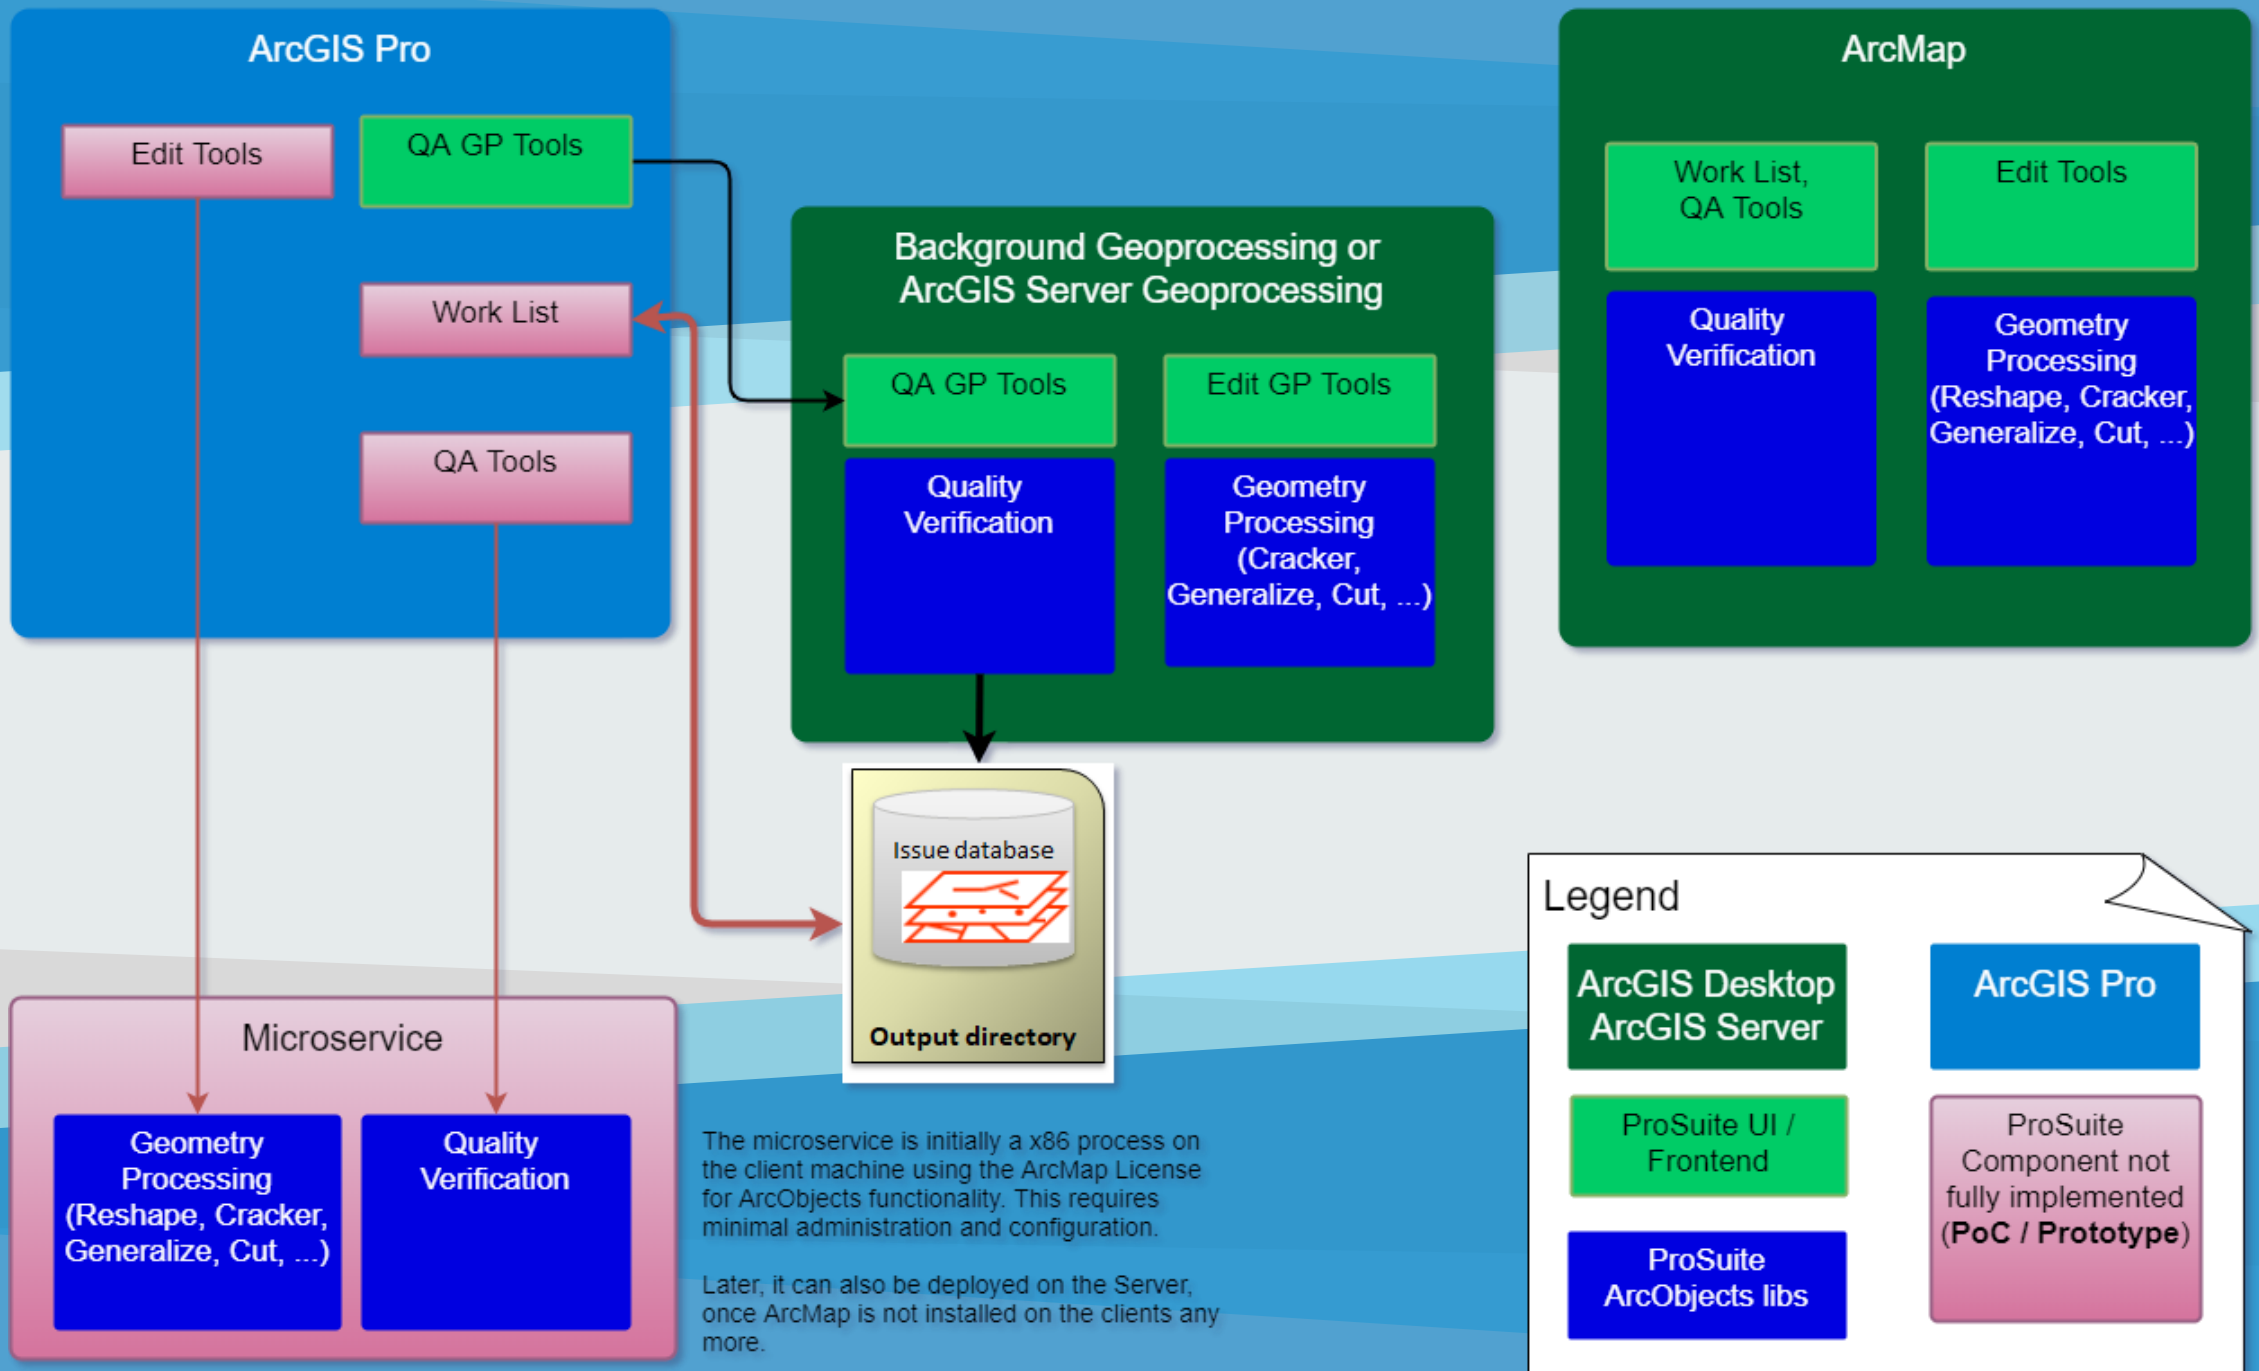 ArcGIS Pro
Edit Tools
QA GP Tools
Work List
QA Tools
Background Geoprocessing or
ArcGIS Server Geoprocessing
QA GP Tools
Edit GP Tools
Quality
Verification
Geometry
Processing
(Cracker,
Generalize, Cut, ...)
ArcMap
Work List,
QA Tools
Edit Tools
Quality
Verification
Geometry
Processing
(Reshape, Cracker,
Generalize, Cut, ...)
Issue database
Output directory
Microservice
Geometry
Processing
(Reshape, Cracker,
Generalize, Cut, ...)
Quality
Verification
The microservice is initially a x86 process on
the client machine using the ArcMap License
for ArcObjects functionality. This requires
minimal administration and configuration.
Later, it can also be deployed on the Server,
once ArcMap is not installed on the clients any
more.
Legend
ArcGIS Desktop
ArcGIS Server
ArcGIS Pro
ProSuite UI /
Frontend
ProSuite
Component not
fully implemented
(PoC / Prototype)
ProSuite
ArcObjects libs